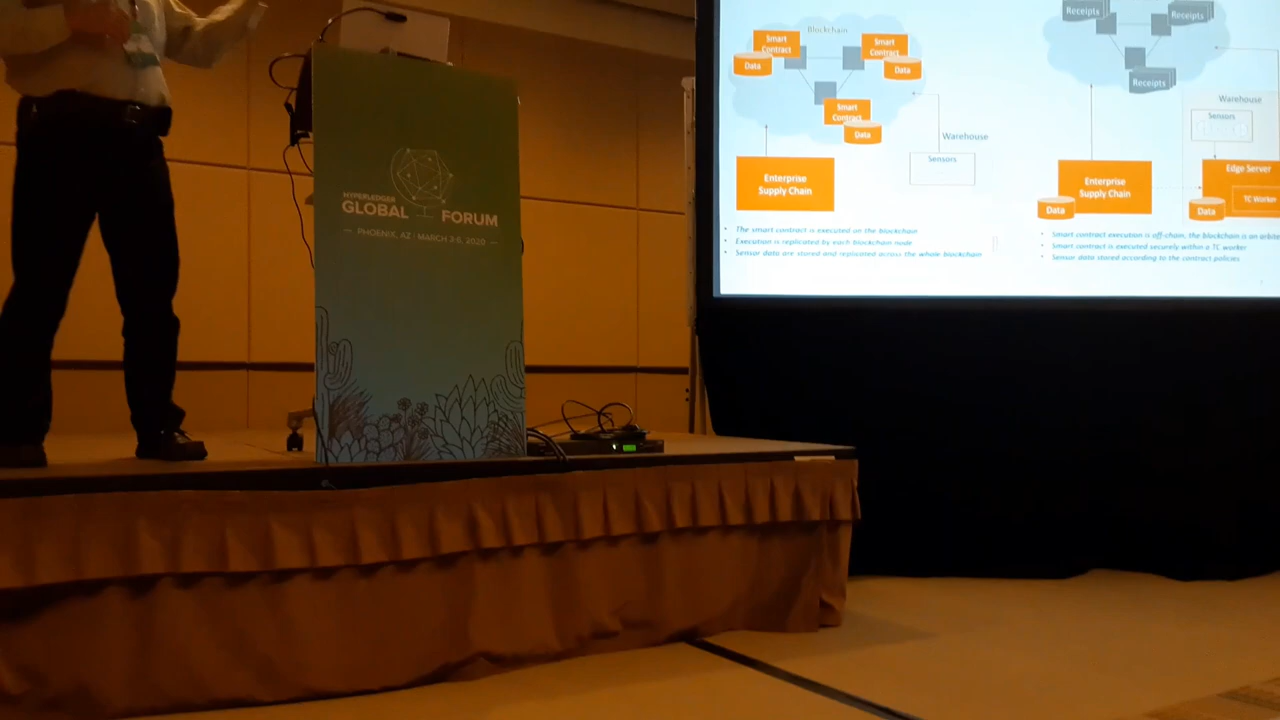 HYPERLEDGER
GLOBAL FORUM
— PHOENIX, AZ | MARCH 3-6, 2020 —
Blockchain
Smart
Contract
Data
Smart
Contract
Data
Smart
Contract
Data
Warehouse
Sensors
Enterprise
Supply Chain
• The smart contract is executed on the blockchain
• Execution is replicated by each blockchain node
• Sensor data are stored and replicated across the whole blockchain
Receipts
Receipts
Receipts
Warehouse
Sensors
Enterprise
Supply Chain
Data
Edge Server
TC Worker
Data
• Smart contract execution is off-chain, the blockchain is an
• Smart contract is executed securely within a TC worker
• Sensor data stored according to the contract policies